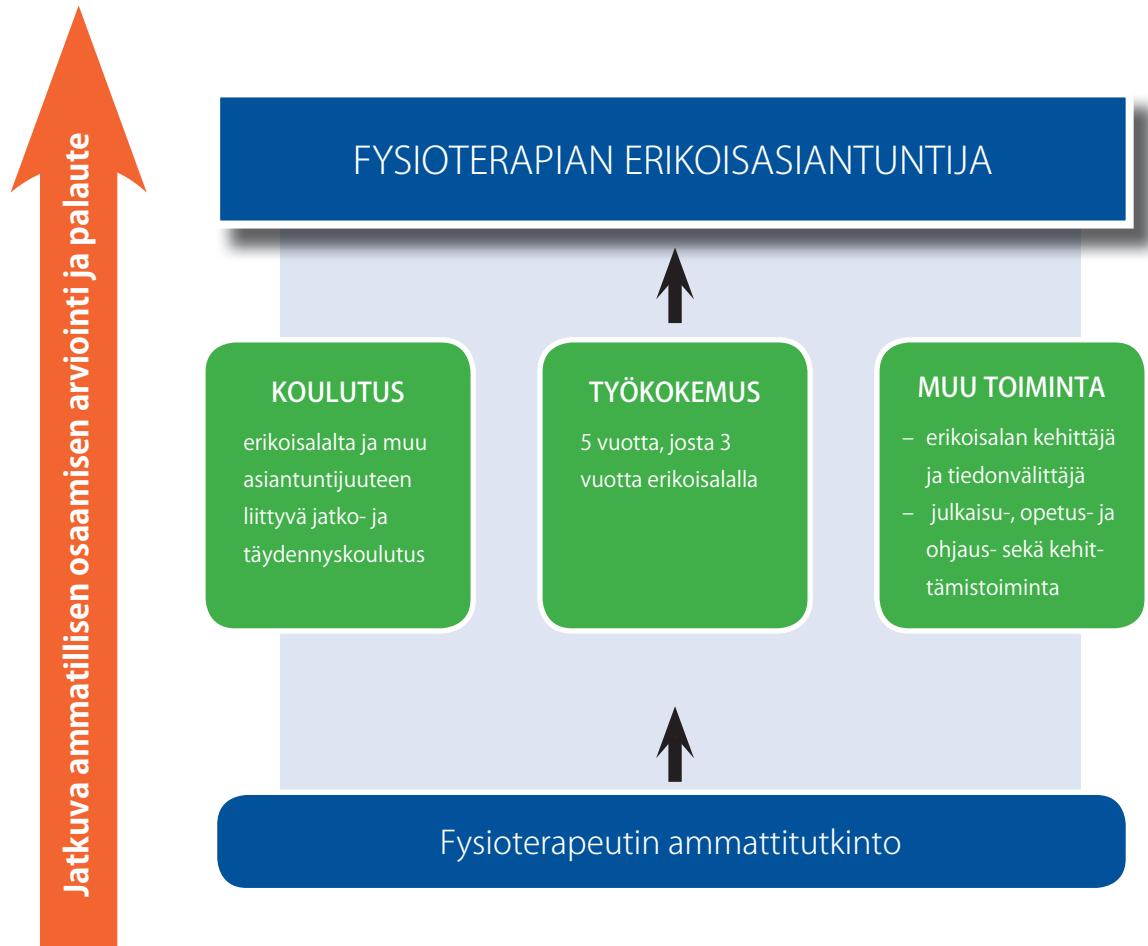 Jatkuva ammatillisen osaamisen arviointi ja palaute
FYSIOTERAPIAN ERIKOISASIANTUNTIJA
KOULUTUS
erikoisalalta ja muu
asiantuntijuuteen
liittyvä jatko- ja
täydennyskoulutus
TYÖKOKEMUS
5 vuotta, josta 3
vuotta erikoisalalla
MUU TOIMINTA
– erikoisalan kehittäjä
ja tiedonvälittäjä
– julkaisu-, opetus- ja
ohjaus- sekä kehit-
tämistoiminta
Fysioterapeutin ammattitutkinto